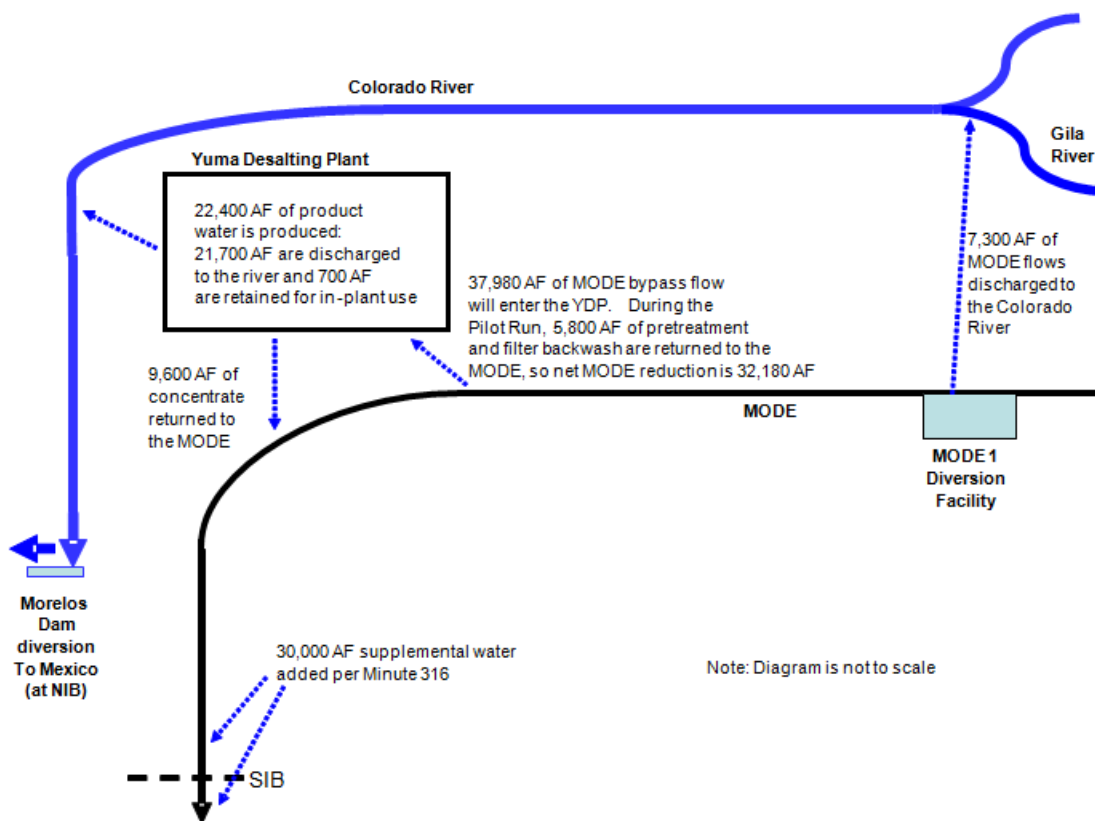 Colorado River
Gila
River
Yuma Desalting Plant
22,400 AF of product
water is produced:
21,700 AF are discharged
to the river and 700 AF
are retained for in-plant use
7,300 AF of
MODE flows
discharged to
the Colorado
River
37,980 AF of MODE bypass flow
will enter the YDP. During the
Pilot Run, 5,800 AF of pretreatment
and filter backwash are returned to the
MODE, so net MODE reduction is 32,180 AF
9,600 AF of
concentrate
returned to
the MODE
MODE
MODE 1
Diversion
Facility
Morelos
Dam
diversion
To Mexico
(at NIB)
30,000 AF supplemental water
added per Minute 316
Note: Diagram is not to scale
SIB